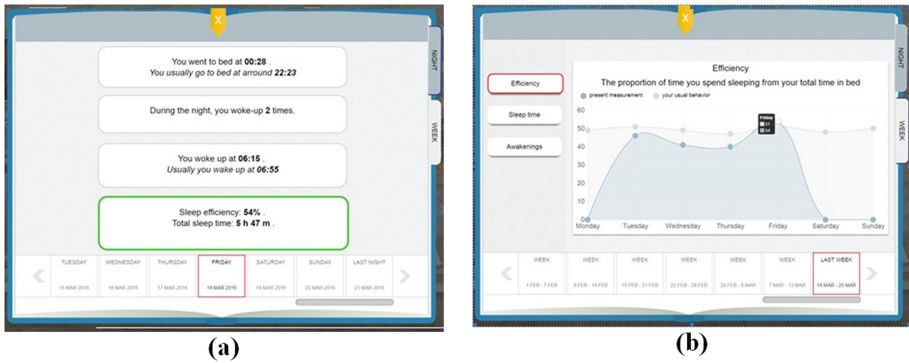 X
You went to bed at 00:28 .
You usually go to bed at arround 22:23
During the night, you woke-up 2 times.
You woke up at 06:15 .
Usually you wake up at 06:55
Sleep efficiency: 54% .
Total sleep time: 5 h 47 m .
NIGHT
WEEK
TUESDAY WEDNESDAY THURSDAY FRIDAY SATURDAY SUNDAY LAST NIGHT
15 MAR 2016 16 MAR 2016 17 MAR 2016 18 MAR 2016 19 MAR 2016 20 MAR 2016 21 MAR 2016
(a)
X
Efficiency
Sleep time
Awakenings
Efficiency
The proportion of time you spend sleeping from your total time in bed
present measurement your usual behavior
60
50
40
30
20
10
0
Friday
54
Monday Tuesday Wednesday Thursday Friday Saturday Sunday
NIGHT
WEEK
WEEK WEEK WEEK WEEK WEEK WEEK LAST WEEK
1 FEB - 7 FEB 8 FEB - 14 FEB 15 FEB - 21 FEB 22 FEB - 28 FEB 29 FEB - 6 MAR 7 MAR - 13 MAR 14 MAR - 20 MAR
(b)